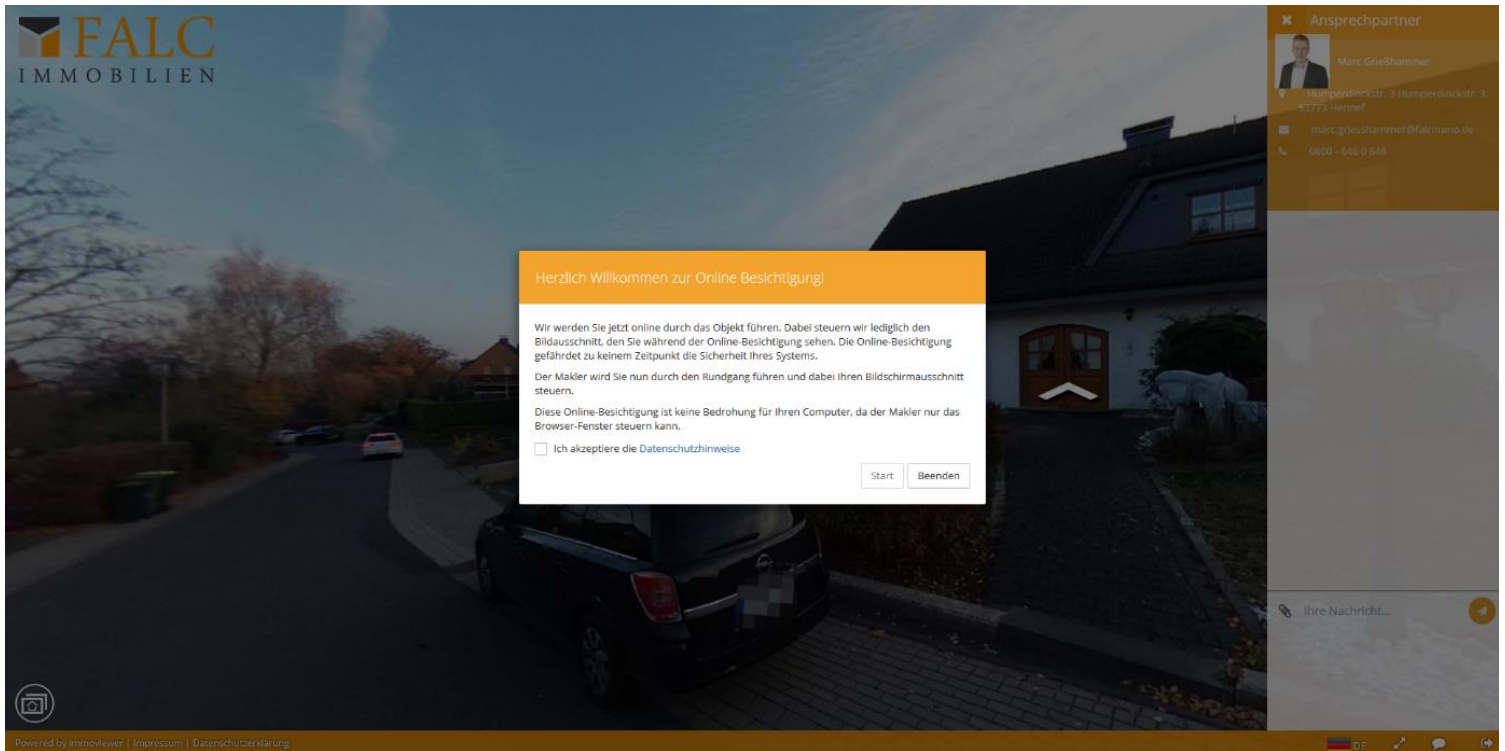 FALC
IMMOBILIEN
Ansprechpartner
Marc Grießhammer
Humperdinckstr. 3 Humperdinckstr. 3,
53773 Hennef
marc.griesshammer@falcimmo.de
0800 - 646 0 646
Herzlich Willkommen zur Online Besichtigung!
Wir werden Sie jetzt online durch das Objekt führen. Dabei steuern wir lediglich den
Bildausschnitt, den Sie während der Online-Besichtigung sehen. Die Online-Besichtigung
gefährdet zu keinem Zeitpunkt die Sicherheit Ihres Systems.
Der Makler wird Sie nun durch den Rundgang führen und dabei Ihren Bildschirmausschnitt
steuern.
Diese Online-Besichtigung ist keine Bedrohung für Ihren Computer, da der Makler nur das
Browser-Fenster steuern kann.
Ich akzeptiere die Datenschutzhinweise
Start Beenden
Ihre Nachricht...
Powered by Immoviewer | Impressum | Datenschutzerklärung
DE